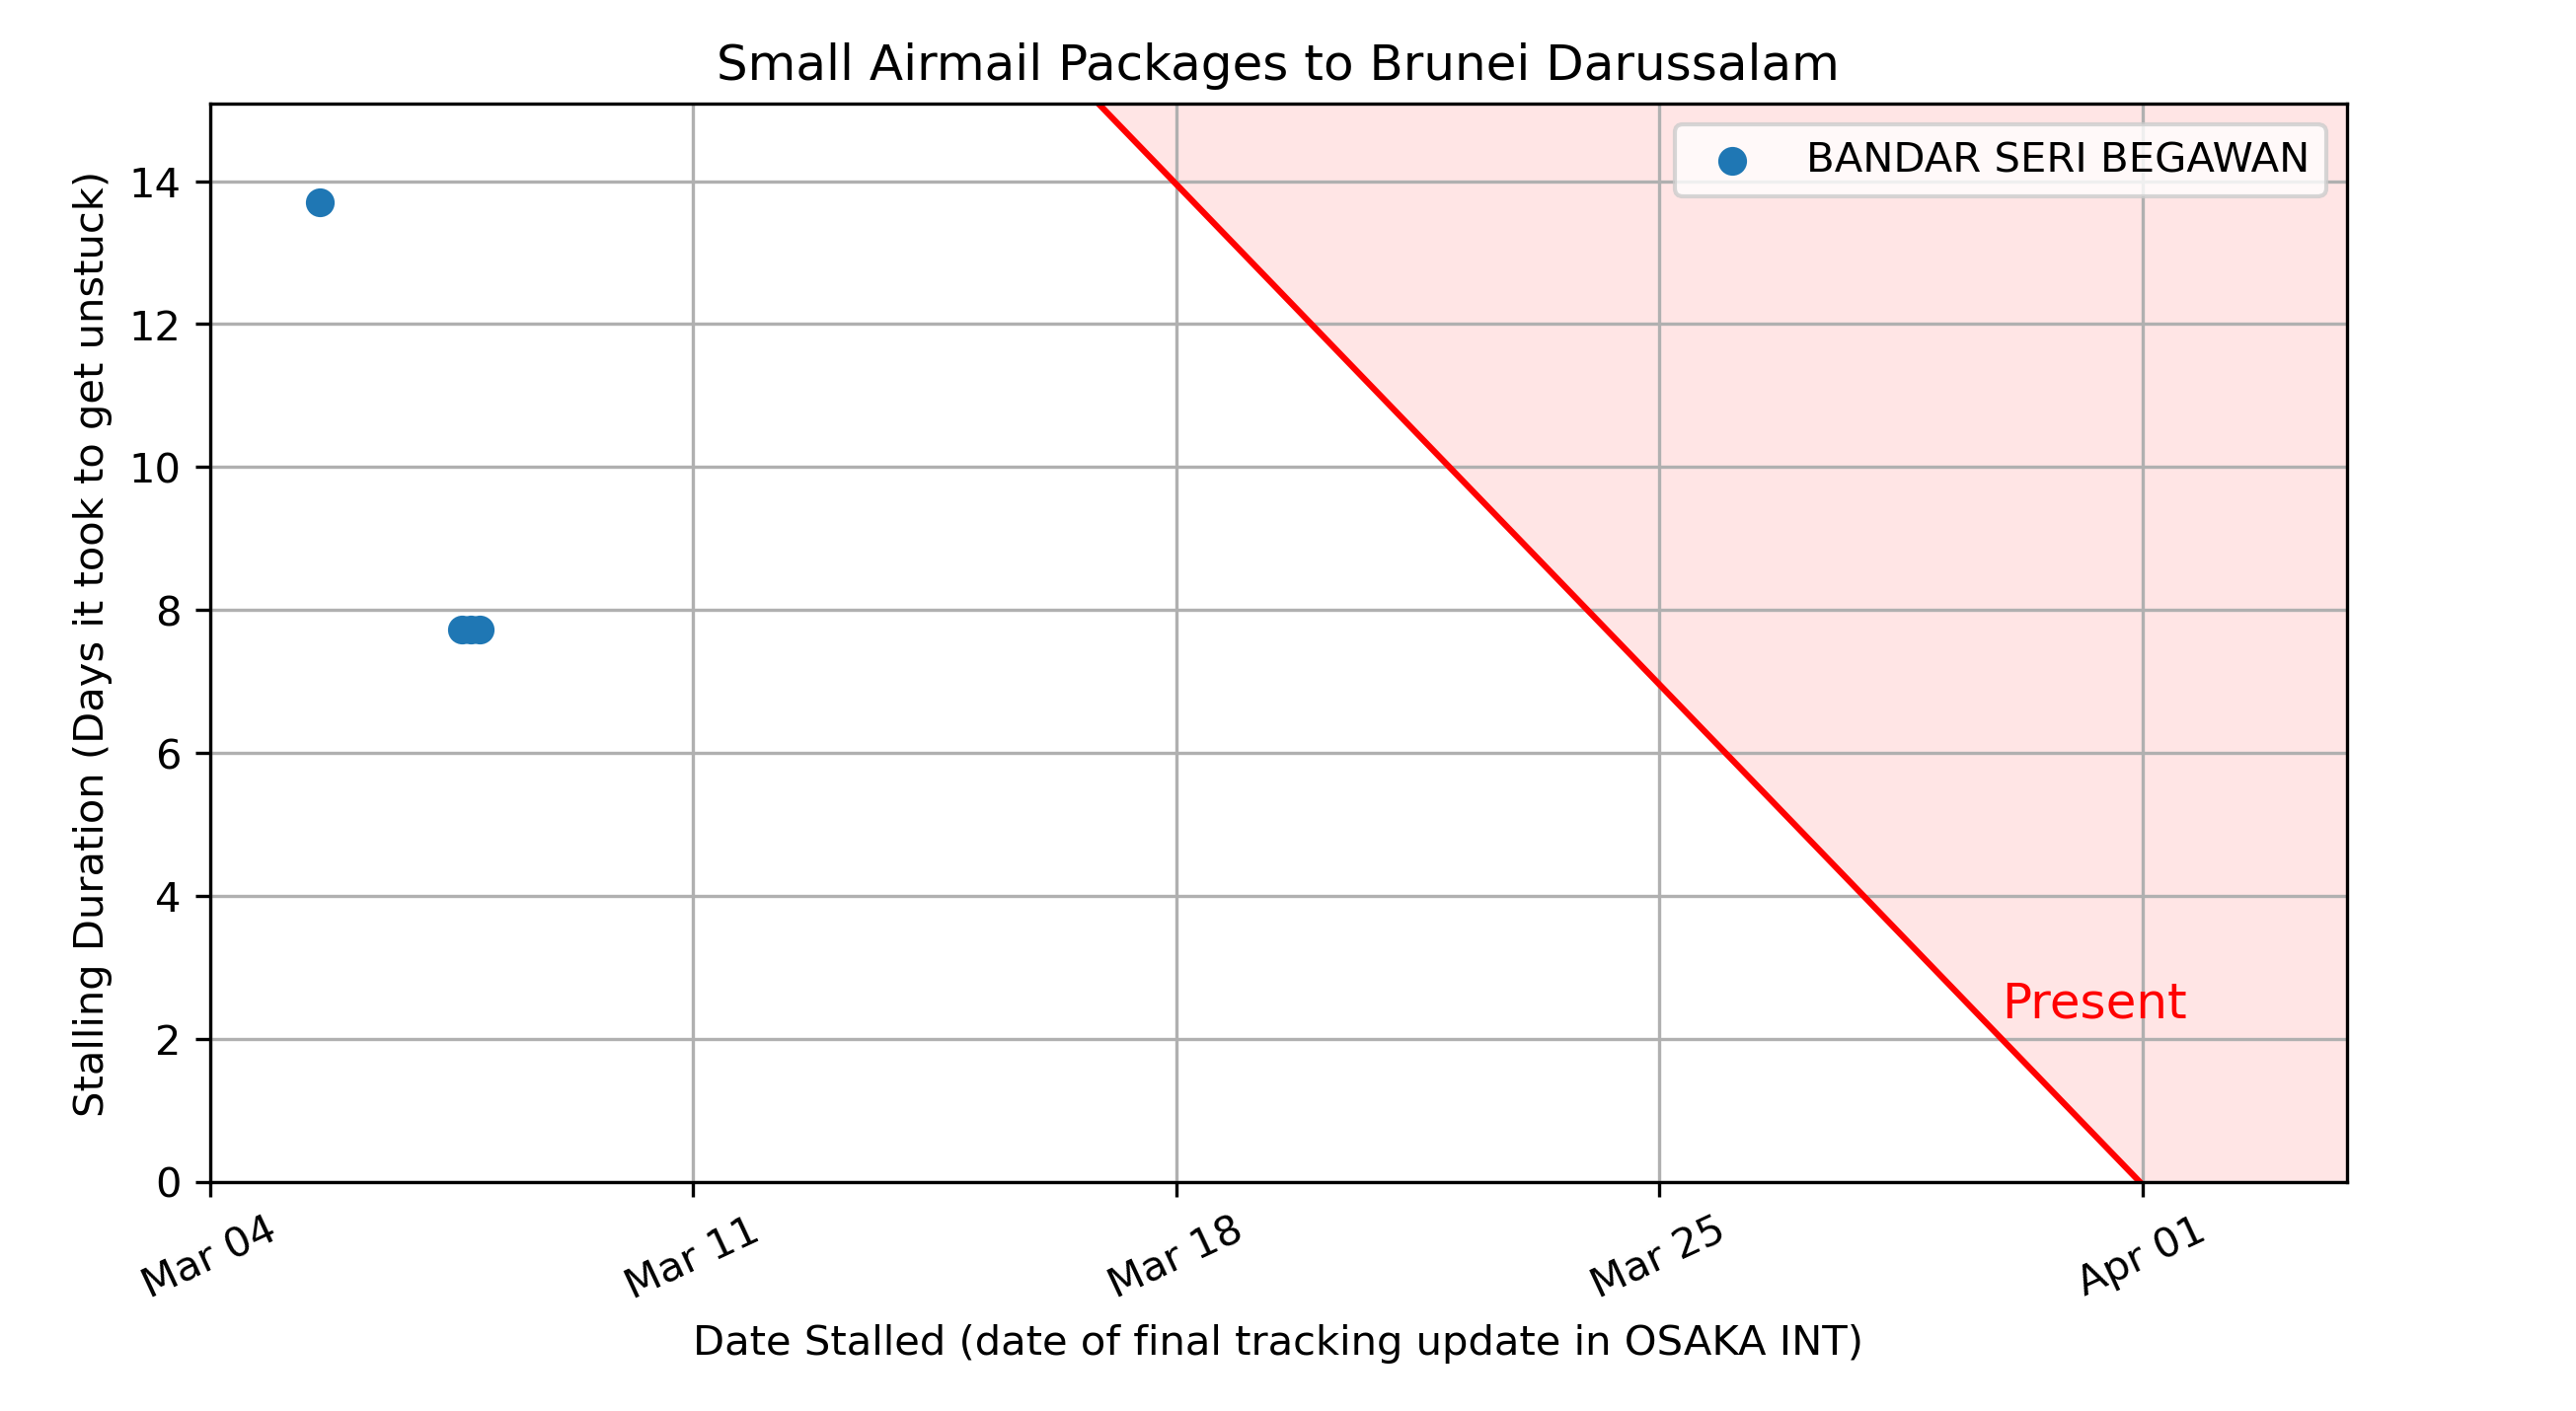 Small Airmail Packages to Brunei Darussalam
BANDAR SERI BEGAWAN
Stalling Duration (Days it took to get unstuck)
14
12
10
8
6
4
2
0
Present
Mar 04
Mar 11
Mar 18
Mar 25
Apr 01
Date Stalled (date of final tracking update in OSAKA INT)